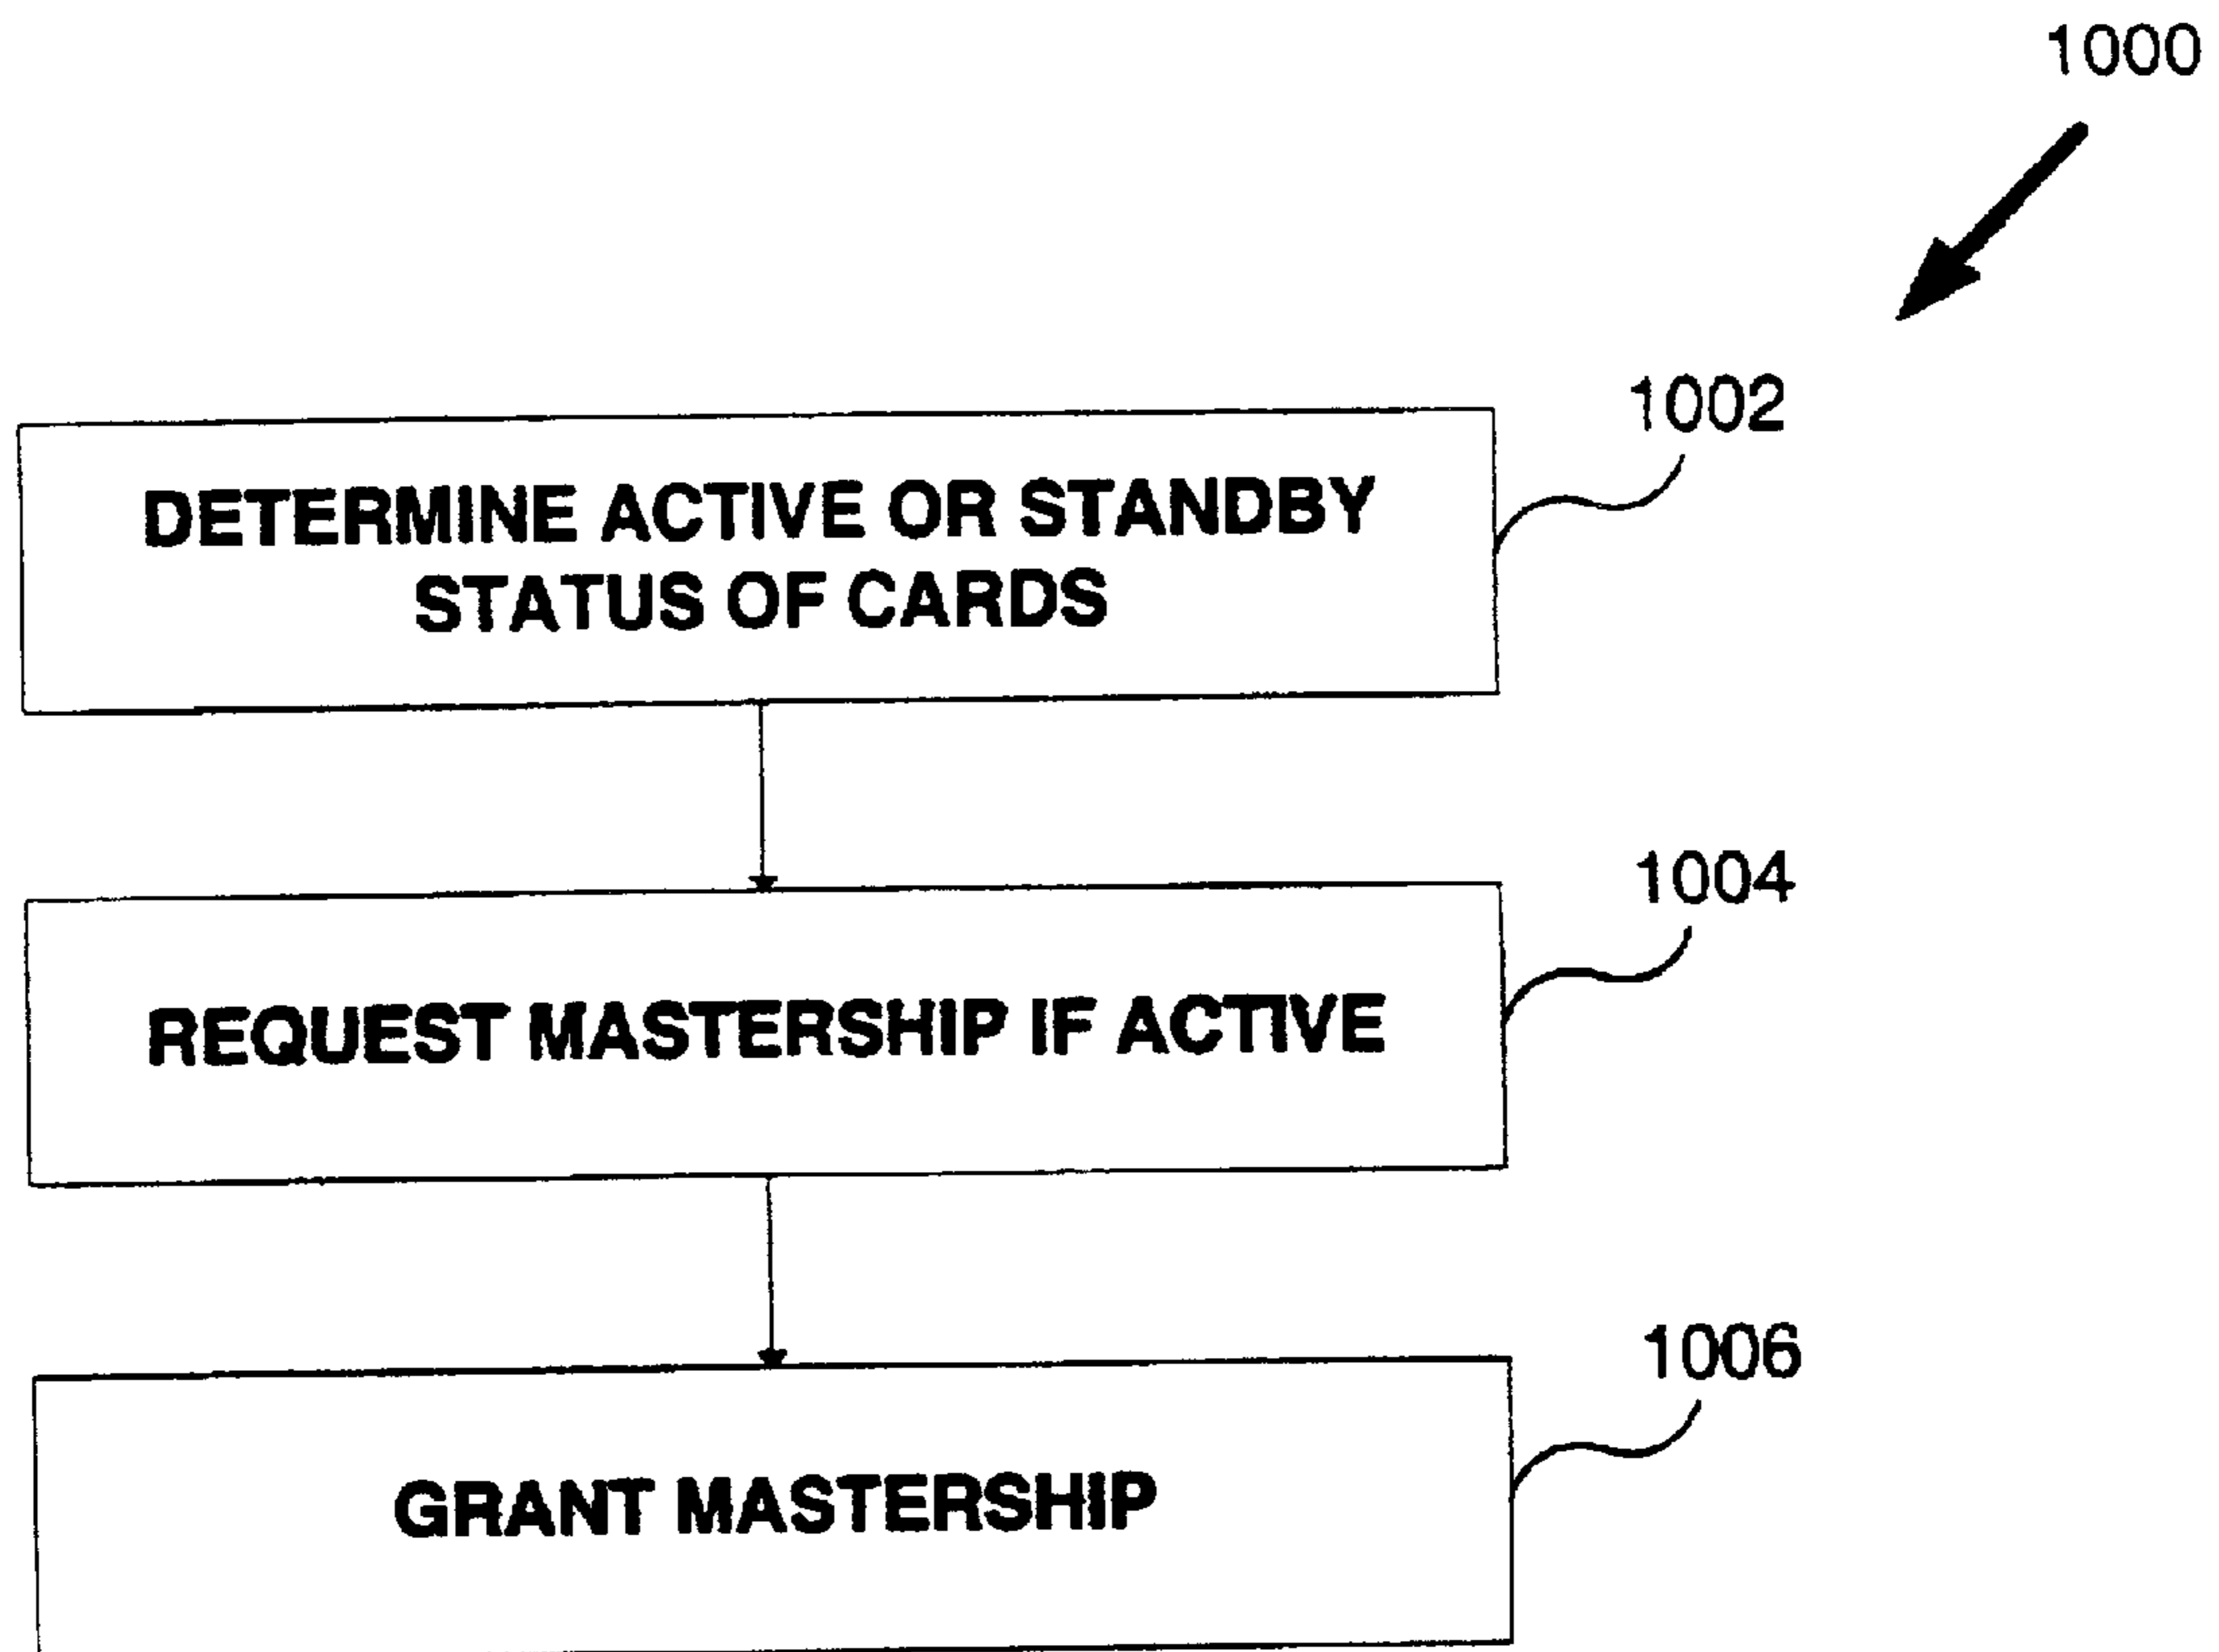 1000
1002
DETERMINE ACTIVE OR STANDBY
STATUS OF CARDS
1004
REQUEST MASTERSHIP IF ACTIVE
1006
GRANT MASTERSHIP